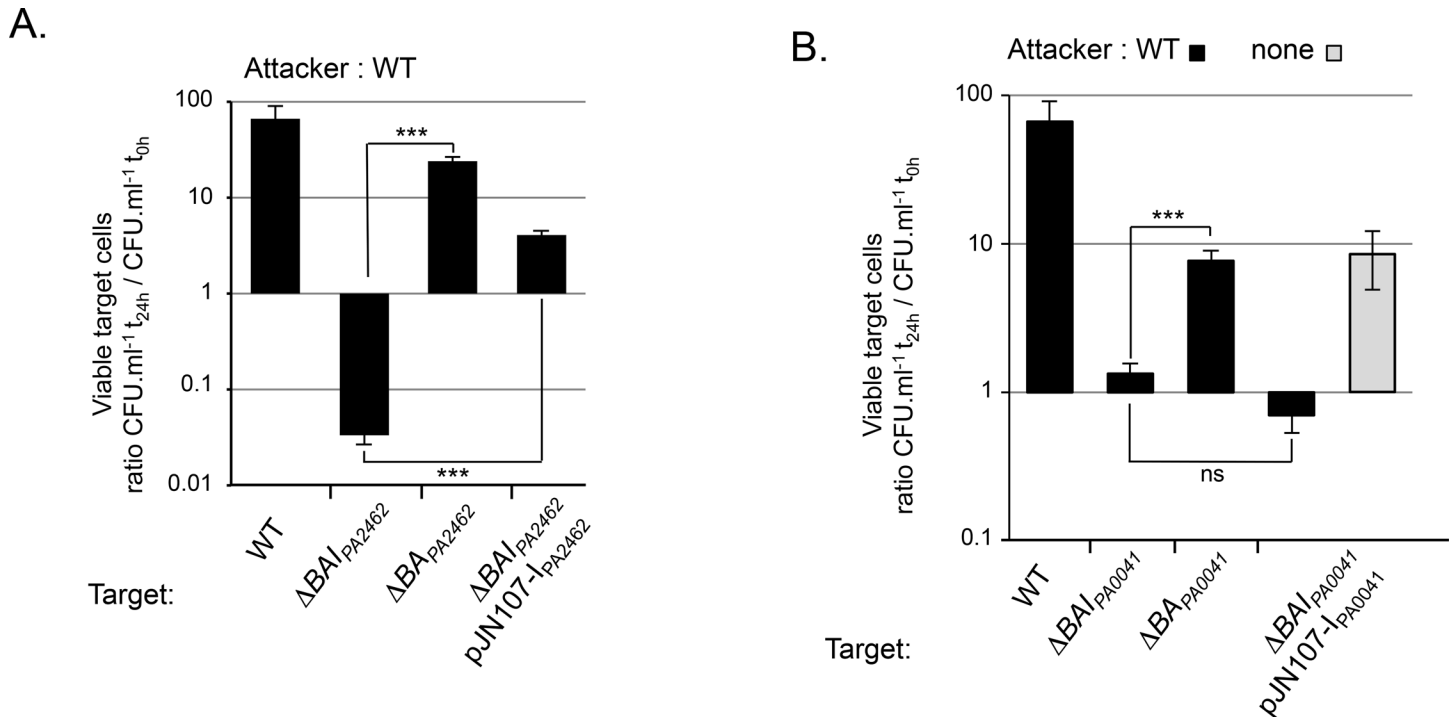 A.
Attacker : WT
100
10
1
0.1
0.01
Viable target cells
ratio CFU.ml-1 t24h / CFU.ml-1 t0h
***
***
WT
ΔBAIPA2462
ΔBAPA2462
ΔBAIPA2462
pJN107-IPA2462
Target:
B.
Attacker : WT
none
100
10
1
0.1
Viable target cells
ratio CFU.ml-1 t24h / CFU.ml-1 t0h
***
ns
WT
ΔBAIPA0041
ΔBAPA0041
ΔBAIPA0041
pJN107-IPA0041
Target: